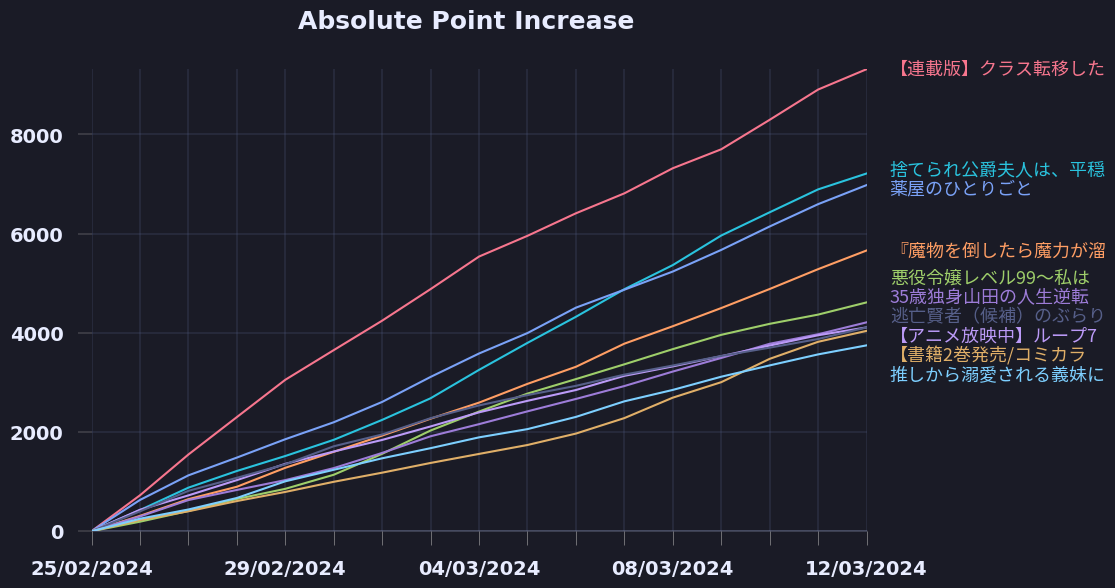 Absolute Point Increase
【連載版】クラス転移した
8000
捨てられ公爵夫人は、平穏
薬屋のひとりごと
6000
『魔物を倒したら魔力が溜
悪役令嬢レベル99～私は
35歳独身山田の人生逆転
逃亡賢者（候補）のぶらり
4000
【アニメ放映中】ループ7
【書籍2巻発売/コミカラ
推しから溺愛される義妹に
2000
0
25/02/2024
29/02/2024
04/03/2024
08/03/2024
12/03/2024